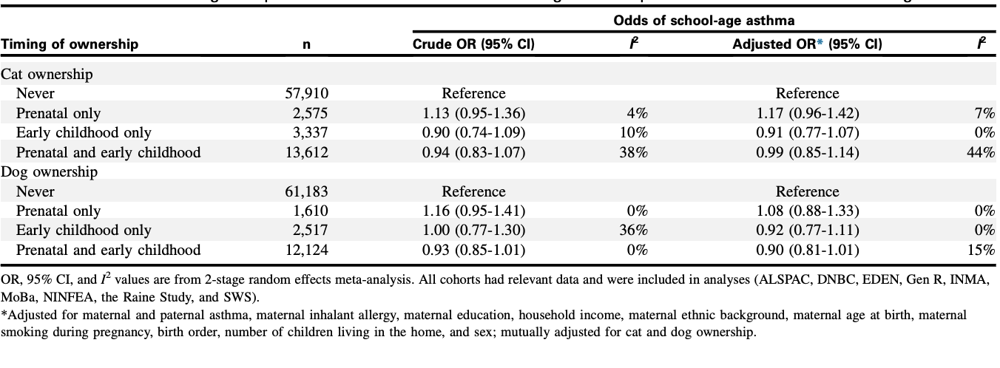 Odds of school-age asthma
Timing of ownership n Crude OR (95% CI) I² Adjusted OR* (95% CI) I²
Cat ownership
Never 57,910 Reference Reference
Prenatal only 2,575 1.13 (0.95-1.36) 4% 1.17 (0.96-1.42) 7%
Early childhood only 3,337 0.90 (0.74-1.09) 10% 0.91 (0.77-1.07) 0%
Prenatal and early childhood 13,612 0.94 (0.83-1.07) 38% 0.99 (0.85-1.14) 44%
Dog ownership
Never 61,183 Reference Reference
Prenatal only 1,610 1.16 (0.95-1.41) 0% 1.08 (0.88-1.33) 0%
Early childhood only 2,517 1.00 (0.77-1.30) 36% 0.92 (0.77-1.11) 0%
Prenatal and early childhood 12,124 0.93 (0.85-1.01) 0% 0.90 (0.81-1.01) 15%
OR, 95% CI, and I² values are from 2-stage random effects meta-analysis. All cohorts had relevant data and were included in analyses (ALSPAC, DNBC, EDEN, Gen R, INMA,
MoBa, NINFEA, the Raine Study, and SWS).
*Adjusted for maternal and paternal asthma, maternal inhalant allergy, maternal education, household income, maternal ethnic background, maternal age at birth, maternal
smoking during pregnancy, birth order, number of children living in the home, and sex; mutually adjusted for cat and dog ownership.